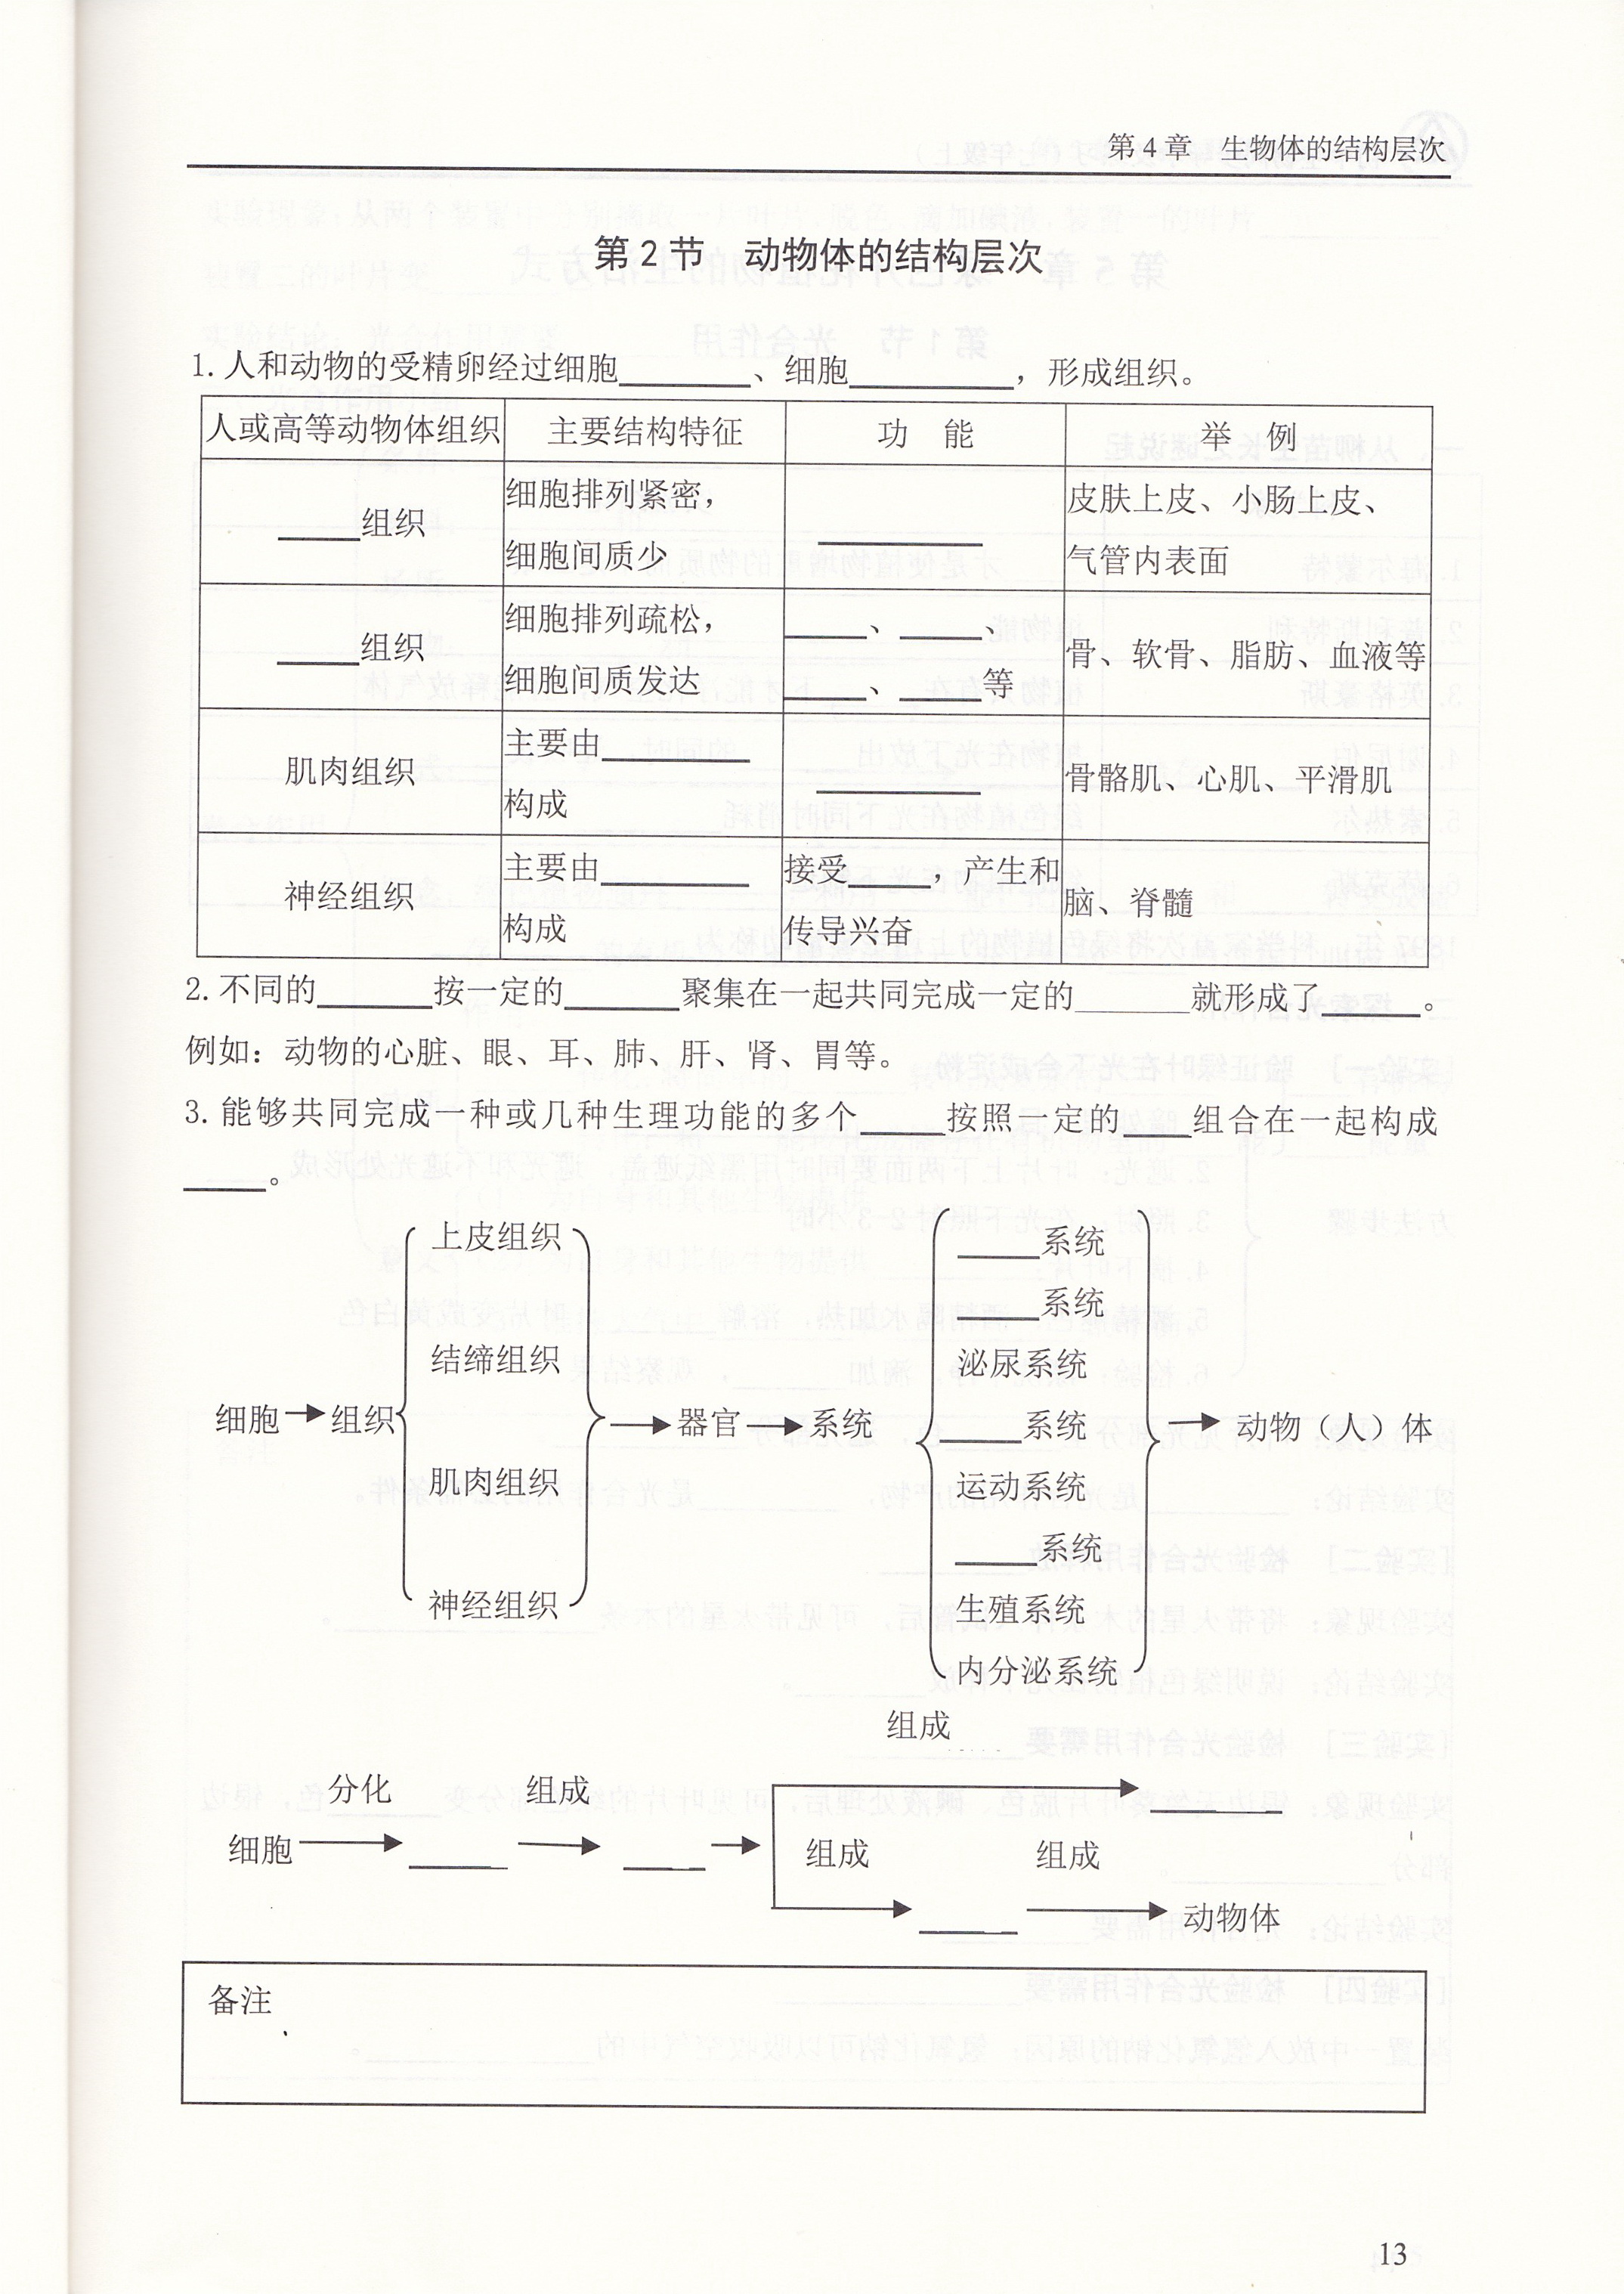 第4章 生物体的结构层次
第2节 动物体的结构层次
1. 人和动物的受精卵经过细胞________、细胞__________，形成组织。
人或高等动物体组织 主要结构特征 功 能 举 例
_____组织 细胞排列紧密，细胞间质少 __________ 皮肤上皮、小肠上皮、气管内表面
_____组织 细胞排列疏松，细胞间质发达 _____、_____、_____、_____等 骨、软骨、脂肪、血液等
肌肉组织 主要由_________构成 __________ 骨骼肌、心肌、平滑肌
神经组织 主要由_________构成 接受_____，产生和传导兴奋 脑、脊髓
2. 不同的_______按一定的_______聚集在一起共同完成一定的_______就形成了______。
例如：动物的心脏、眼、耳、肺、肝、肾、胃等。
3. 能够共同完成一种或几种生理功能的多个_____按照一定的____组合在一起构成
_____。
细胞→组织
上皮组织
结缔组织
肌肉组织
神经组织
→器官→系统
_____系统
_____系统
泌尿系统
_____系统
运动系统
_____系统
生殖系统
内分泌系统
→ 动物（人）体
组成
分化 组成
细胞 → ______ → _____ → ________
组成 组成
______ → 动物体
备注
13